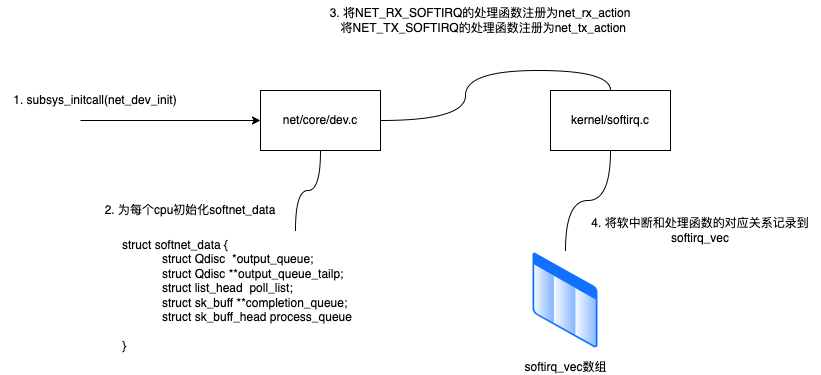 3. 将NET_RX_SOFTIRQ的处理函数注册为net_rx_action
将NET_TX_SOFTIRQ的处理函数注册为net_tx_action
1. subsys_initcall(net_dev_init)
net/core/dev.c
kernel/softirq.c
2. 为每个cpu初始化softnet_data
4. 将软中断和处理函数的对应关系记录到
softirq_vec
struct softnet_data {
struct Qdisc  *output_queue;
struct Qdisc **output_queue_tailp;
struct list_head  poll_list;
struct sk_buff **completion_queue;
struct sk_buff_head process_queue
}
softirq_vec数组